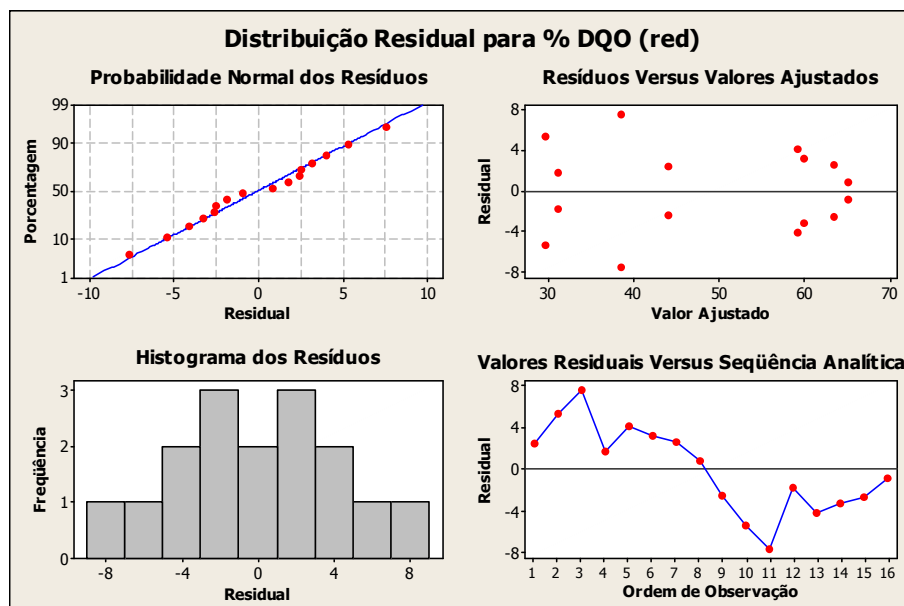 Distribuição Residual para % DQO (red)
Probabilidade Normal dos Resíduos
Porcentagem
99
90
50
10
1
-10 -5 0 5 10
Residual
Resíduos Versus Valores Ajustados
Residual
8
4
0
-4
-8
30 40 50 60 70
Valor Ajustado
Histograma dos Resíduos
Freqüência
3
2
1
0
-8 -4 0 4 8
Residual
Valores Residuais Versus Seqüência Analítica
Residual
8
4
0
-4
-8
1 2 3 4 5 6 7 8 9 10 11 12 13 14 15 16
Ordem de Observação